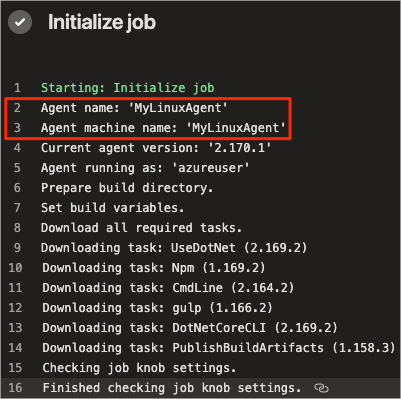 Initialize job
1 Starting: Initialize job
2 Agent name: 'MyLinuxAgent'
3 Agent machine name: 'MyLinuxAgent'
4 Current agent version: '2.170.1'
5 Agent running as: 'azureuser'
6 Prepare build directory.
7 Set build variables.
8 Download all required tasks.
9 Downloading task: UseDotNet (2.169.2)
10 Downloading task: Npm (1.169.2)
11 Downloading task: CmdLine (2.164.2)
12 Downloading task: gulp (1.166.2)
13 Downloading task: DotNetCoreCLI (2.169.2)
14 Downloading task: PublishBuildArtifacts (1.158.3)
15 Checking job knob settings.
16 Finished checking job knob settings.